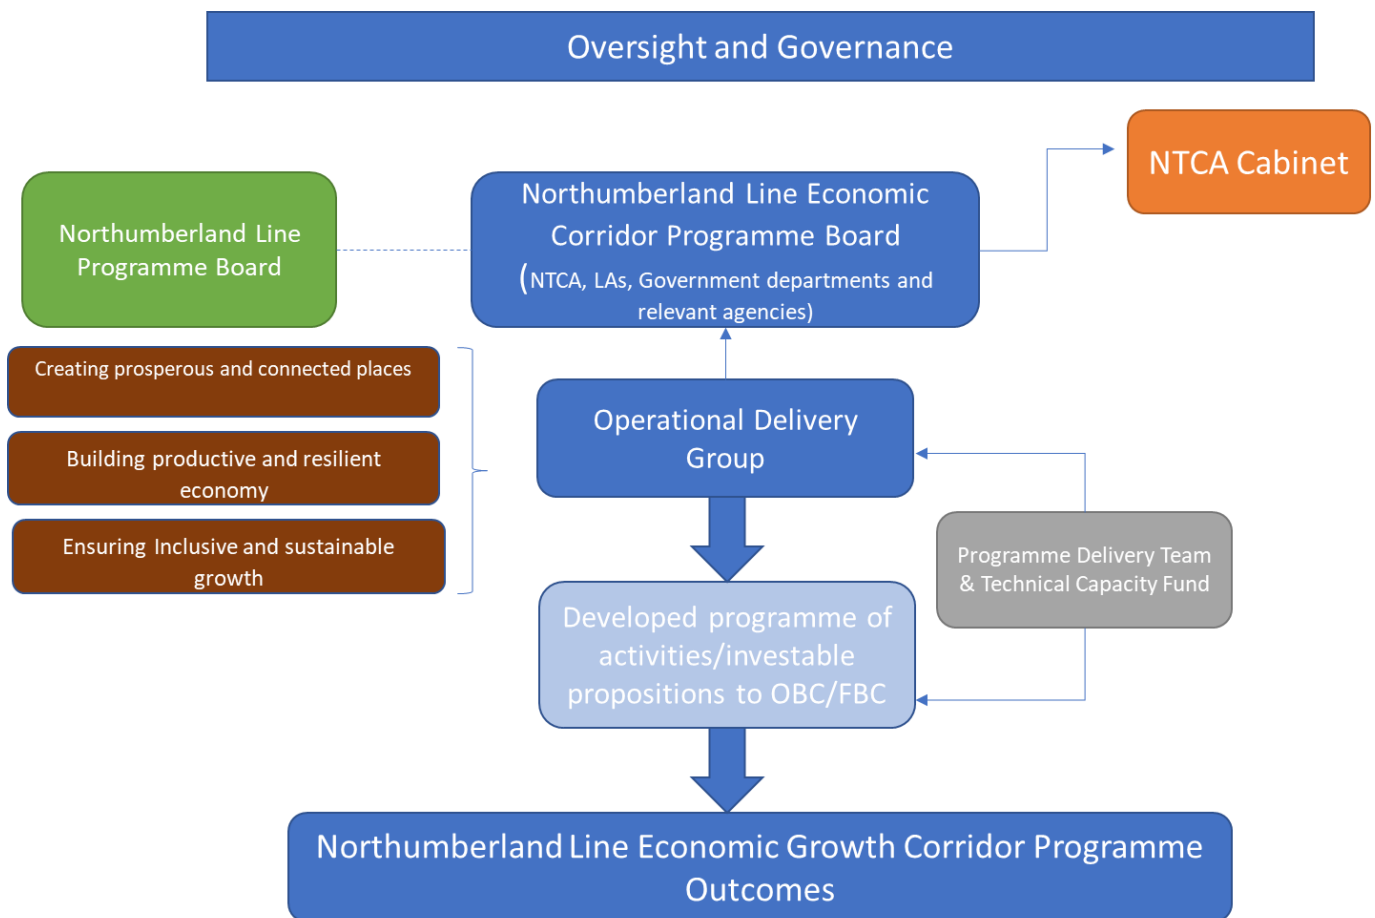 Oversight and Governance
NTCA Cabinet
Northumberland Line
Programme Board
Northumberland Line Economic
Corridor Programme Board
(NTCA, LAs, Government departments and
relevant agencies)
Creating prosperous and connected places
Building productive and resilient
economy
Ensuring Inclusive and sustainable
growth
Operational Delivery
Group
Programme Delivery Team
& Technical Capacity Fund
Developed programme of
activities/investable
propositions to OBC/FBC
Northumberland Line Economic Growth Corridor Programme
Outcomes